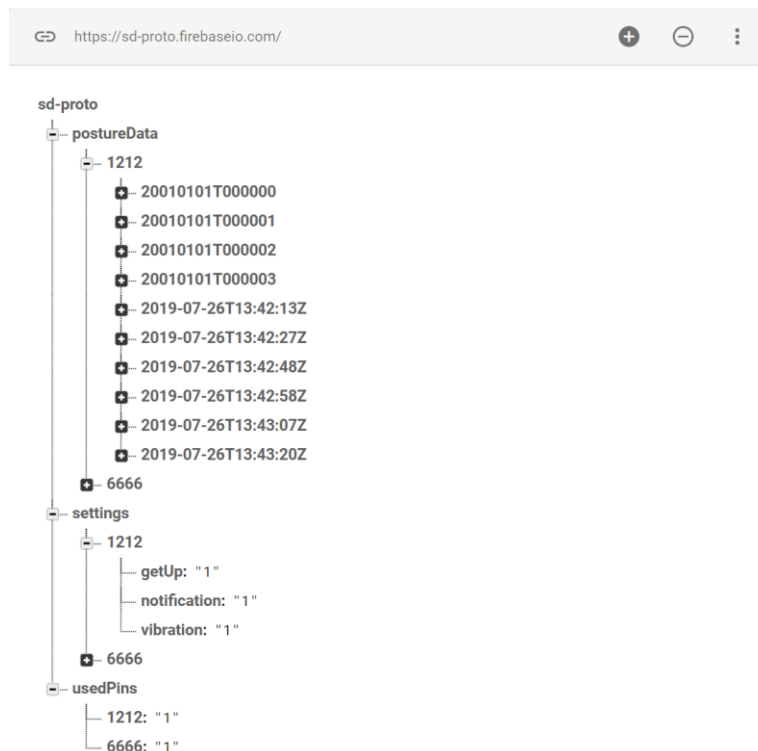 https://sd-proto.firebaseio.com/
sd-proto
postureData
1212
20010101T000000
20010101T000001
20010101T000002
20010101T000003
2019-07-26T13:42:13Z
2019-07-26T13:42:27Z
2019-07-26T13:42:48Z
2019-07-26T13:42:58Z
2019-07-26T13:43:07Z
2019-07-26T13:43:20Z
6666
settings
1212
getUp: "1"
notification: "1"
vibration: "1"
6666
usedPins
1212: "1"
6666: "1"